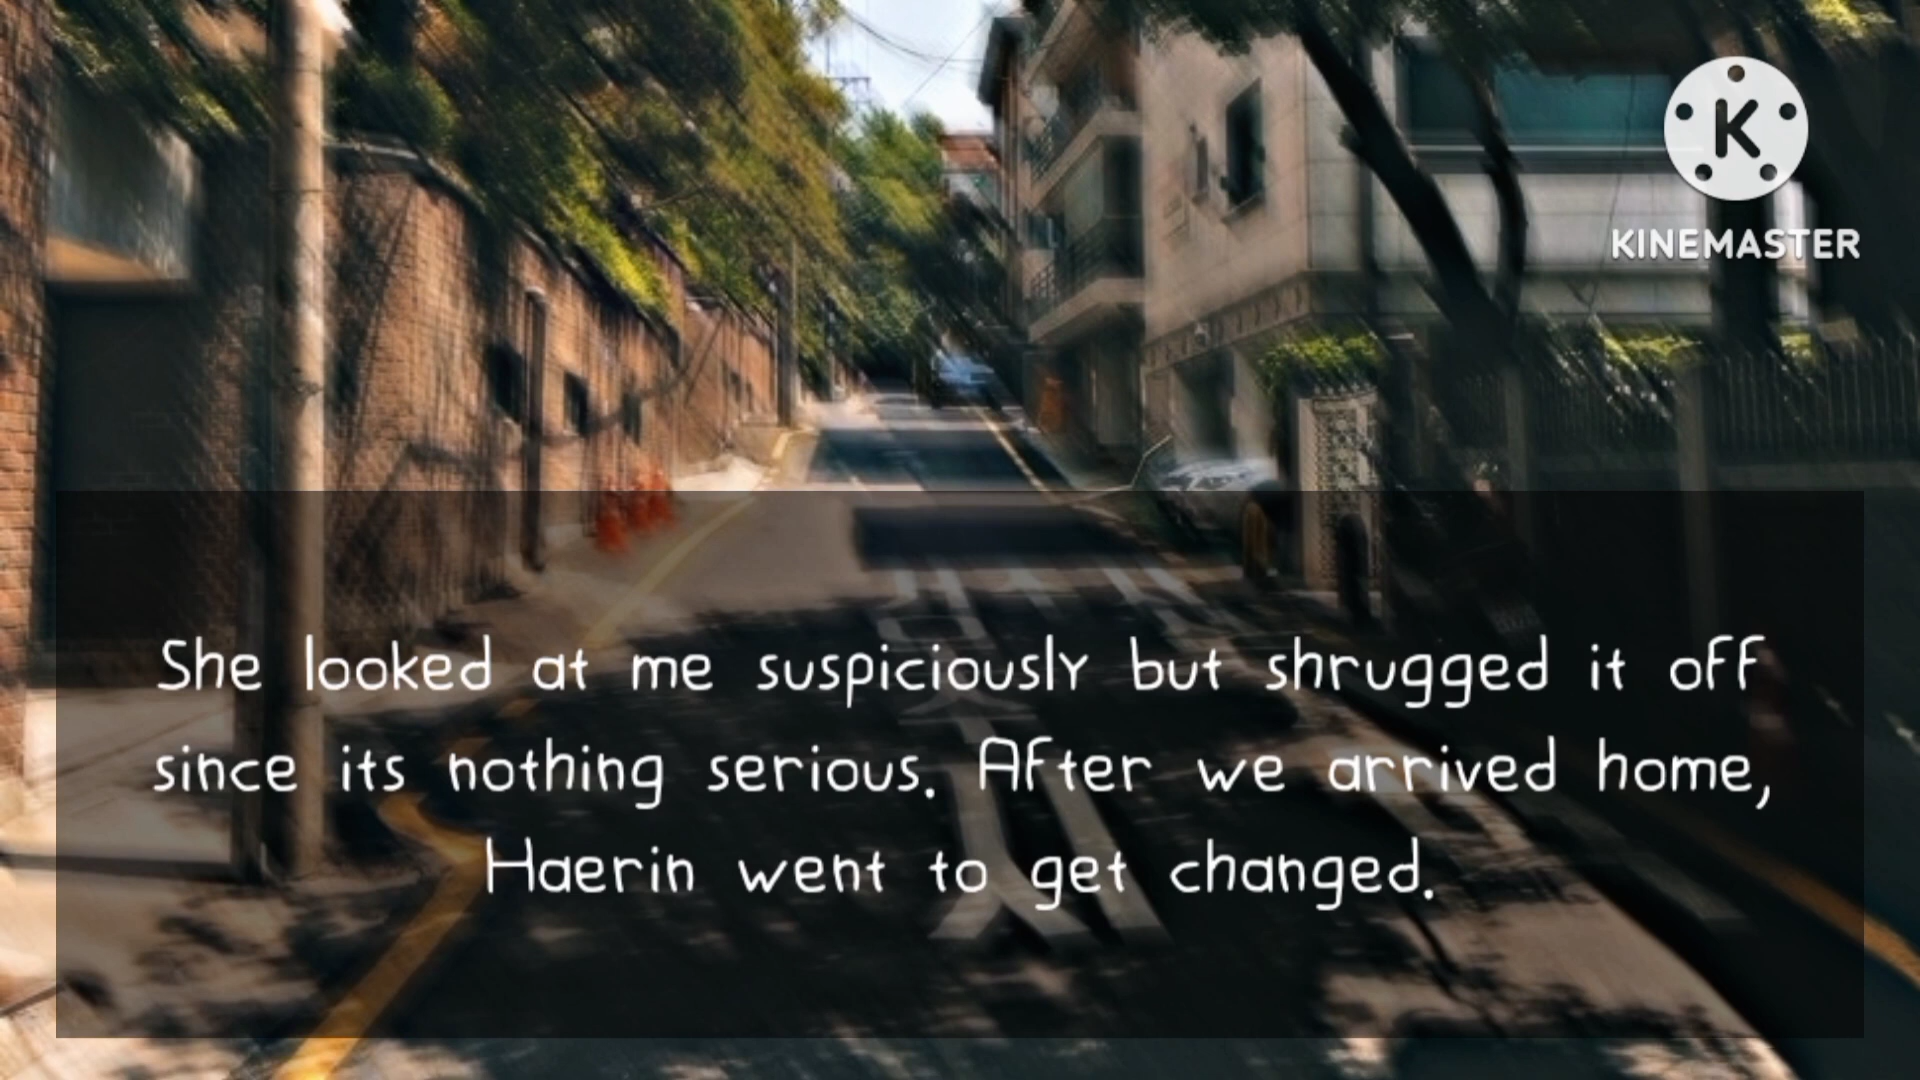 K
KINEMASTER
She looked at me suspiciously but shrugged it off
since its nothing serious. After we arrived home,
Haerin went to get changed.